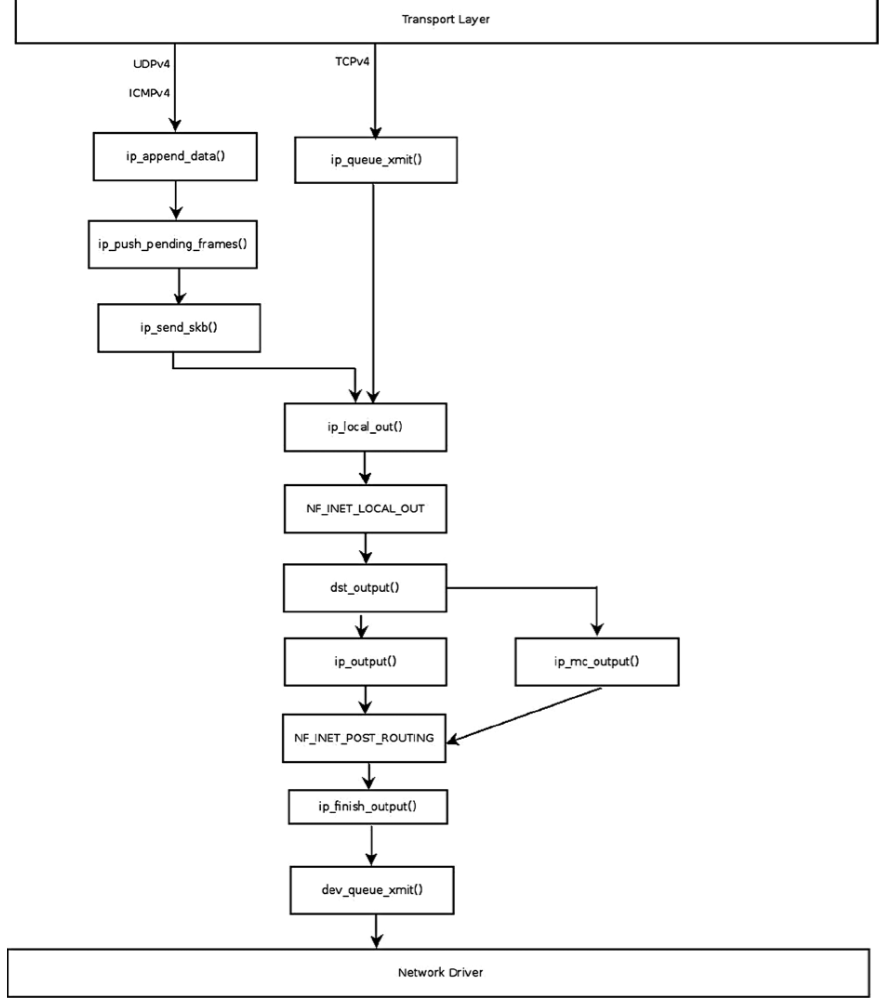 Transport Layer
UDPv4
TCPv4
ICMPv4
ip_append_data()
ip_queue_xmit()
ip_push_pending_frames()
ip_send_skb()
ip_local_out()
NF_INET_LOCAL_OUT
dst_output()
ip_output()
ip_mc_output()
NF_INET_POST_ROUTING
ip_finish_output()
dev_queue_xmit()
Network Driver